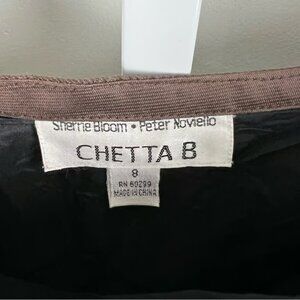 Sherrie Bloom • Peter Noviello
CHETTA B
8
RN 60299
MADE IN CHINA